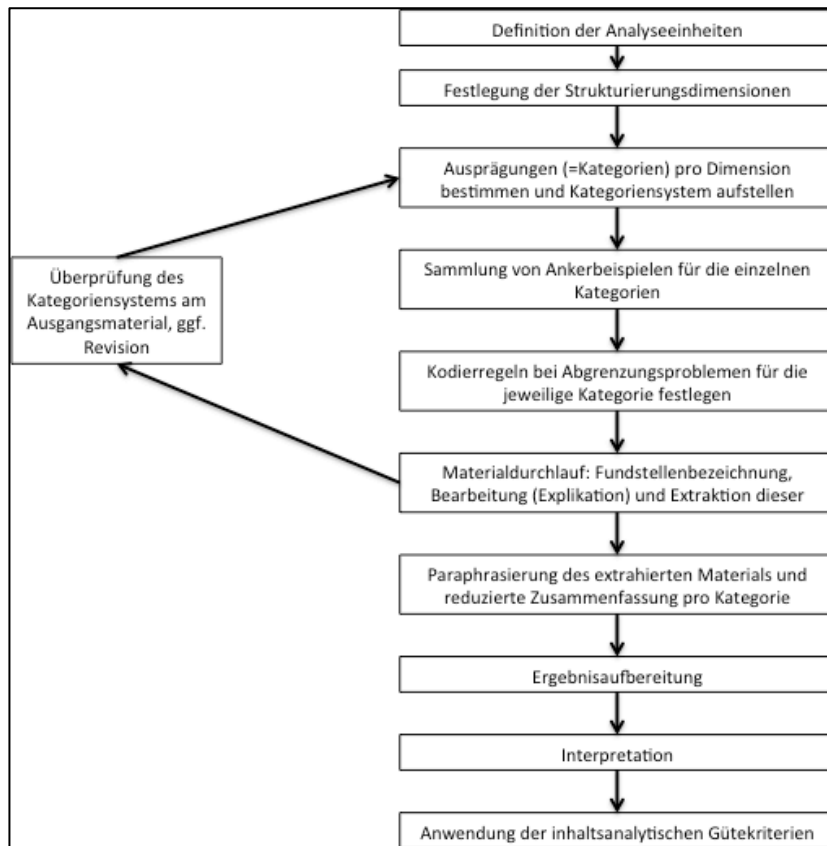 Definition der Analyseeinheiten
Festlegung der Strukturierungsdimensionen
Ausprägungen (=Kategorien) pro Dimension
bestimmen und Kategoriensystem aufstellen
Überprüfung des
Kategoriensystems am
Ausgangsmaterial, ggf.
Revision
Sammlung von Ankerbeispielen für die einzelnen
Kategorien
Kodierregeln bei Abgrenzungsproblemen für die
jeweilige Kategorie festlegen
Materialdurchlauf: Fundstellenbezeichnung,
Bearbeitung (Explikation) und Extraktion dieser
Paraphrasierung des extrahierten Materials und
reduzierte Zusammenfassung pro Kategorie
Ergebnisaufbereitung
Interpretation
Anwendung der inhaltsanalytischen Gütekriterien